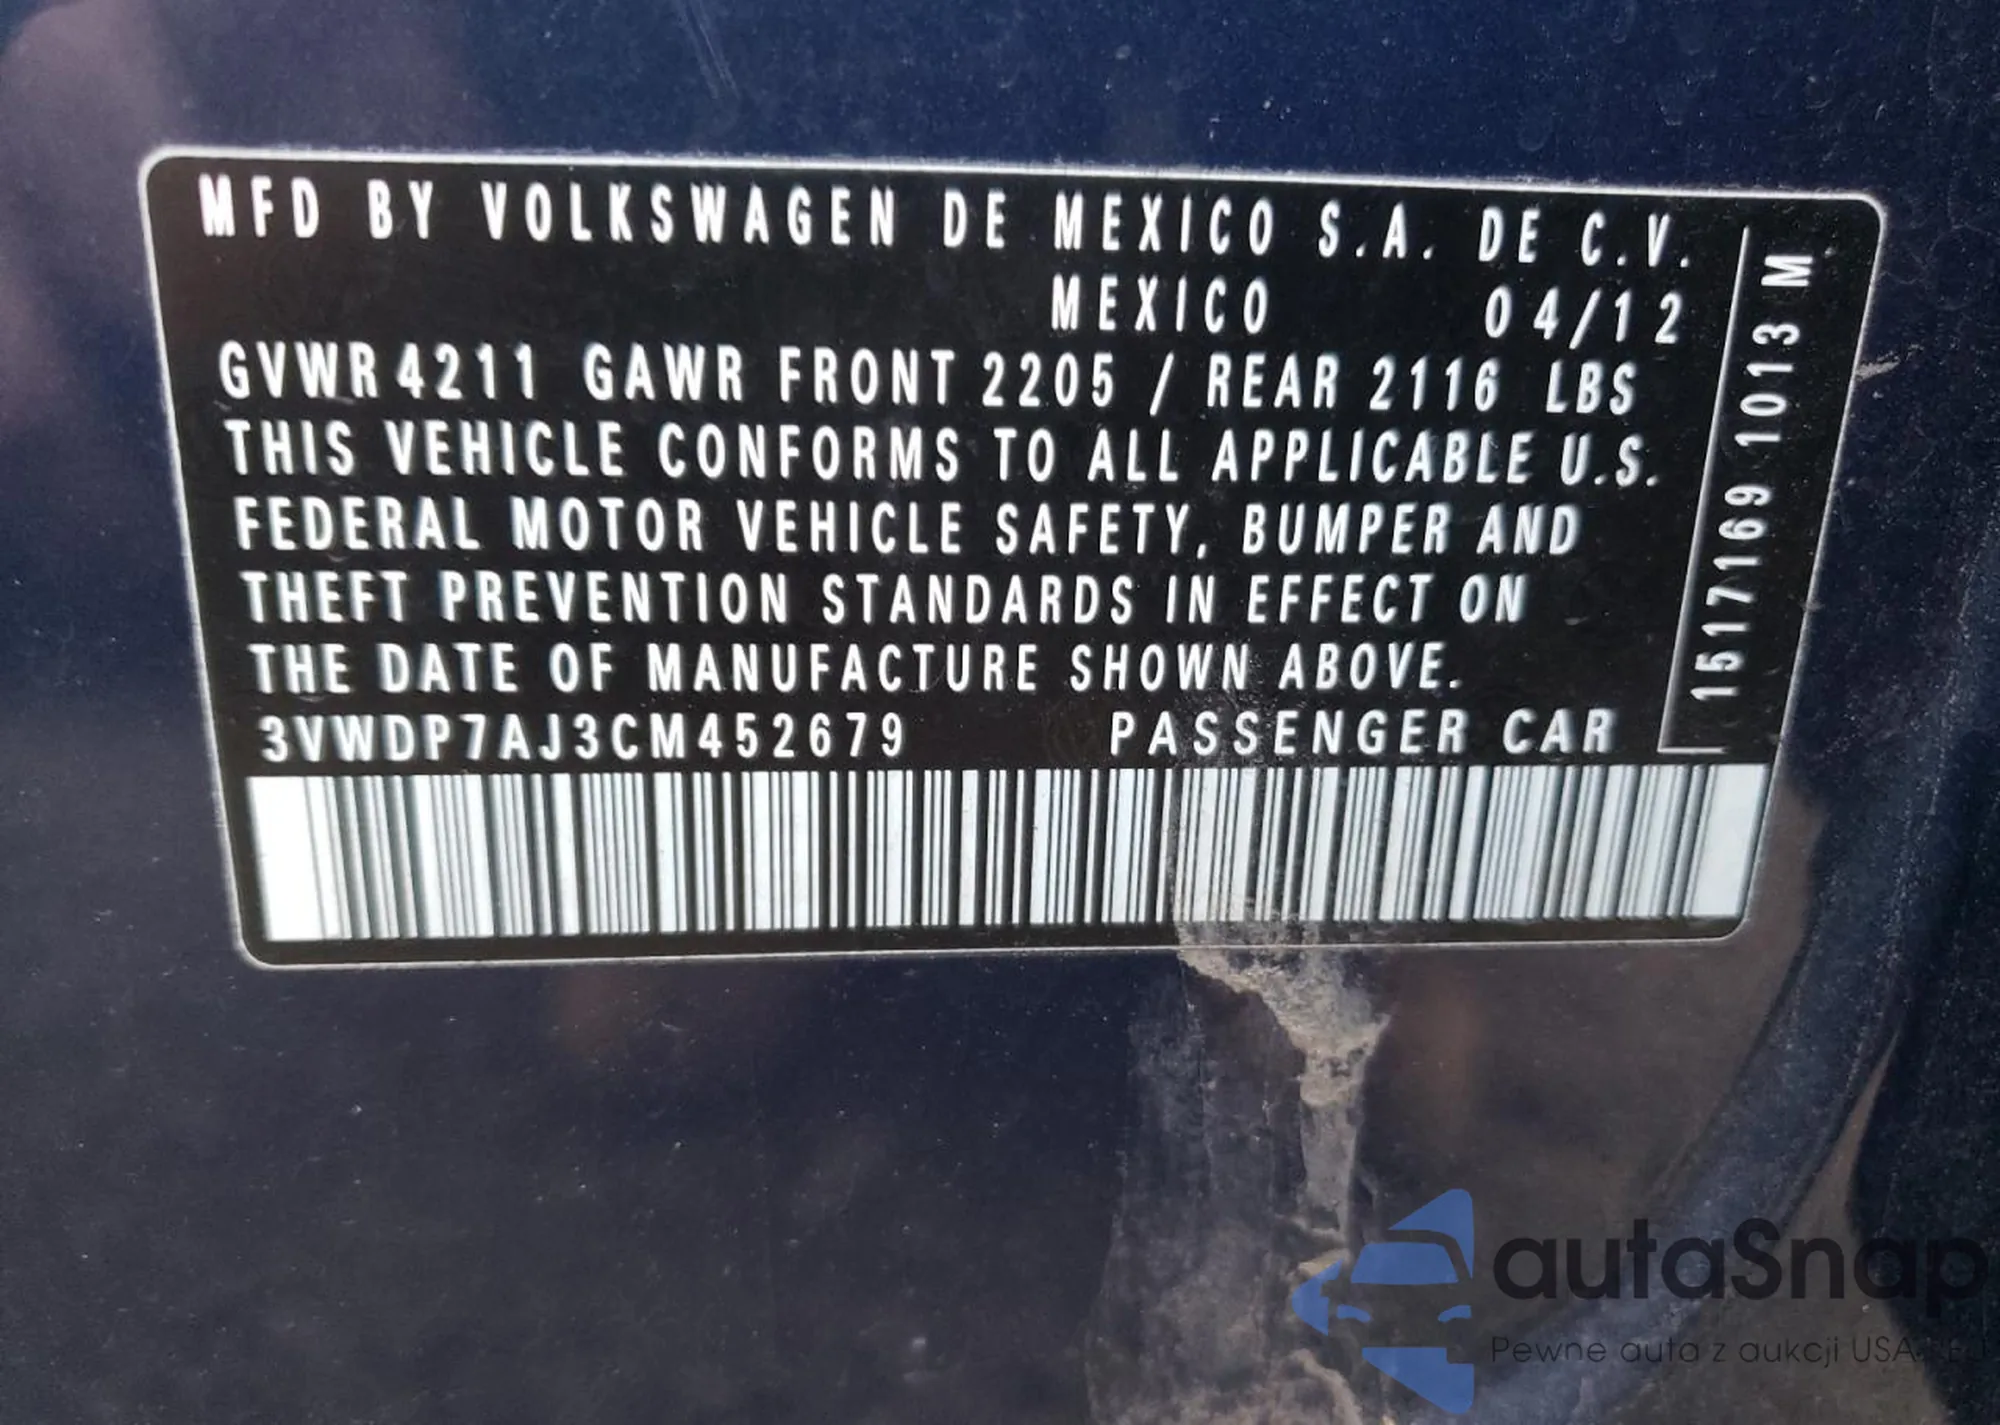 MFD BY VOLKSWAGEN DE MEXICO S.A. DE C.V.
MEXICO 04/12
GVWR 4211 GAWR FRONT 2205 / REAR 2116 LBS
THIS VEHICLE CONFORMS TO ALL APPLICABLE U.S.
FEDERAL MOTOR VEHICLE SAFETY, BUMPER AND
THEFT PREVENTION STANDARDS IN EFFECT ON
THE DATE OF MANUFACTURE SHOWN ABOVE.
3VWDP7AJ3CM452679 PASSENGER CAR
1517169 1013 M
autaSnap
Pewne auta z aukcji USA